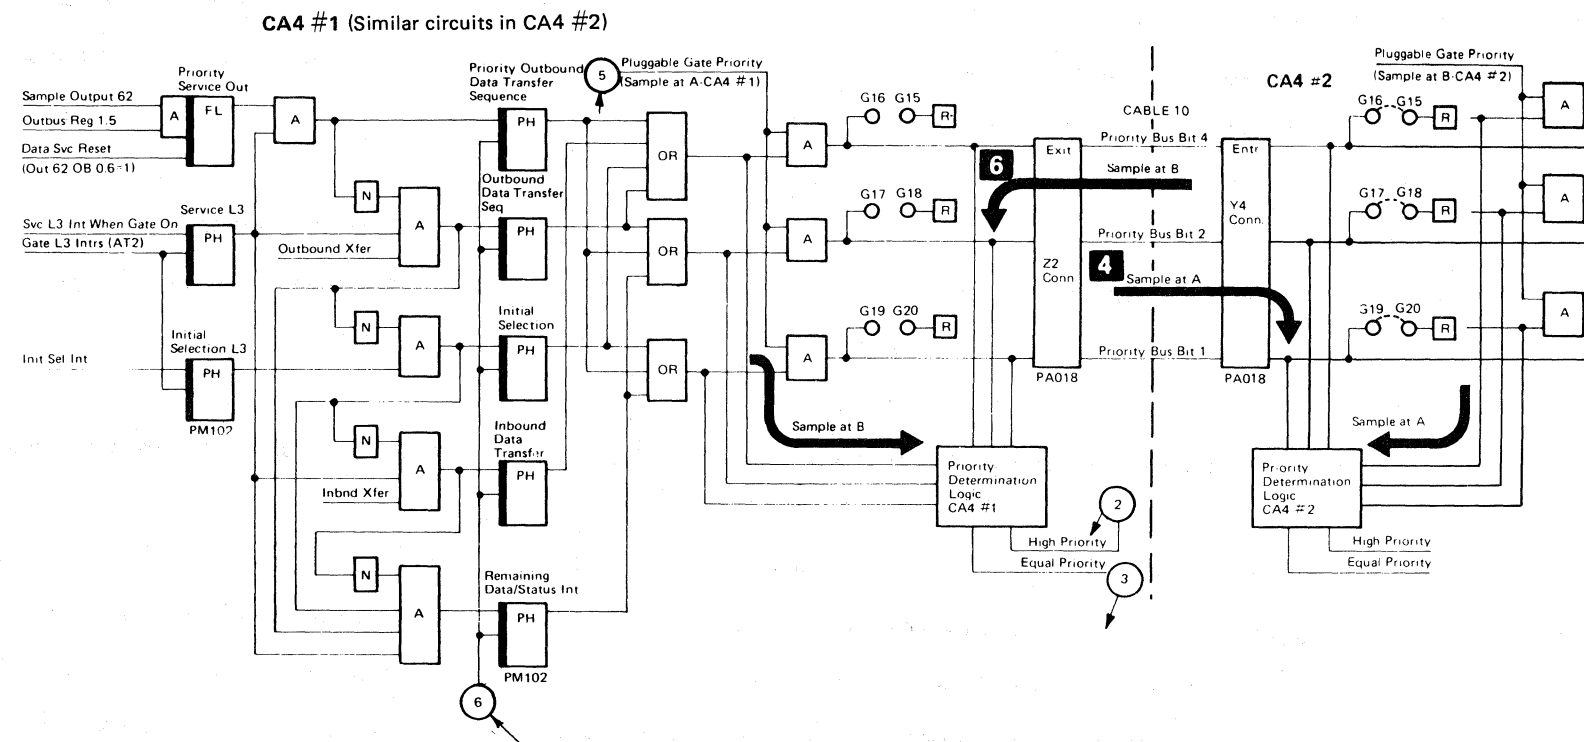 CA4 #1 (Similar circuits in CA4 #2)
Priority
Service Out
Sample Output 62
Outbus Reg 1.5
Data Svc Reset
(Out 62 OB 0.6=1)
A
FL
A
N
Service L3
Svc L3 Int When Gate On
Gate L3 Intrs (AT2)
PH
A
Outbound Xfer
N
A
Initial
Selection L3
Init Sel Int
PH
PM102
N
A
Inbnd Xfer
N
A
Priority Outbound
Data Transfer
Sequence
PH
Outbound
Data Transfer
Seq
PH
Initial
Selection
PH
Inbound
Data
Transfer
PH
Remaining
Data/Status Int
PH
PM102
6
5
Pluggable Gate Priority
(Sample at A-CA4 #1)
OR
OR
OR
A
A
A
G16 G15
R
G17 G18
R
G19 G20
R
Sample at B
6
Exit
Z2
Conn
PA018
CABLE 10
Priority Bus Bit 4
Sample at B
Priority Bus Bit 2
4
Sample at A
Priority Bus Bit 1
Priority
Determination
Logic
CA4 #1
2
High Priority
Equal Priority
3
CA4 #2
Pluggable Gate Priority
(Sample at B-CA4 #2)
Entr
Y4
Conn.
PA018
G16 G15
R
A
G17 G18
R
A
G19 G20
R
A
Sample at A
Priority
Determination
Logic
CA4 #2
High Priority
Equal Priority